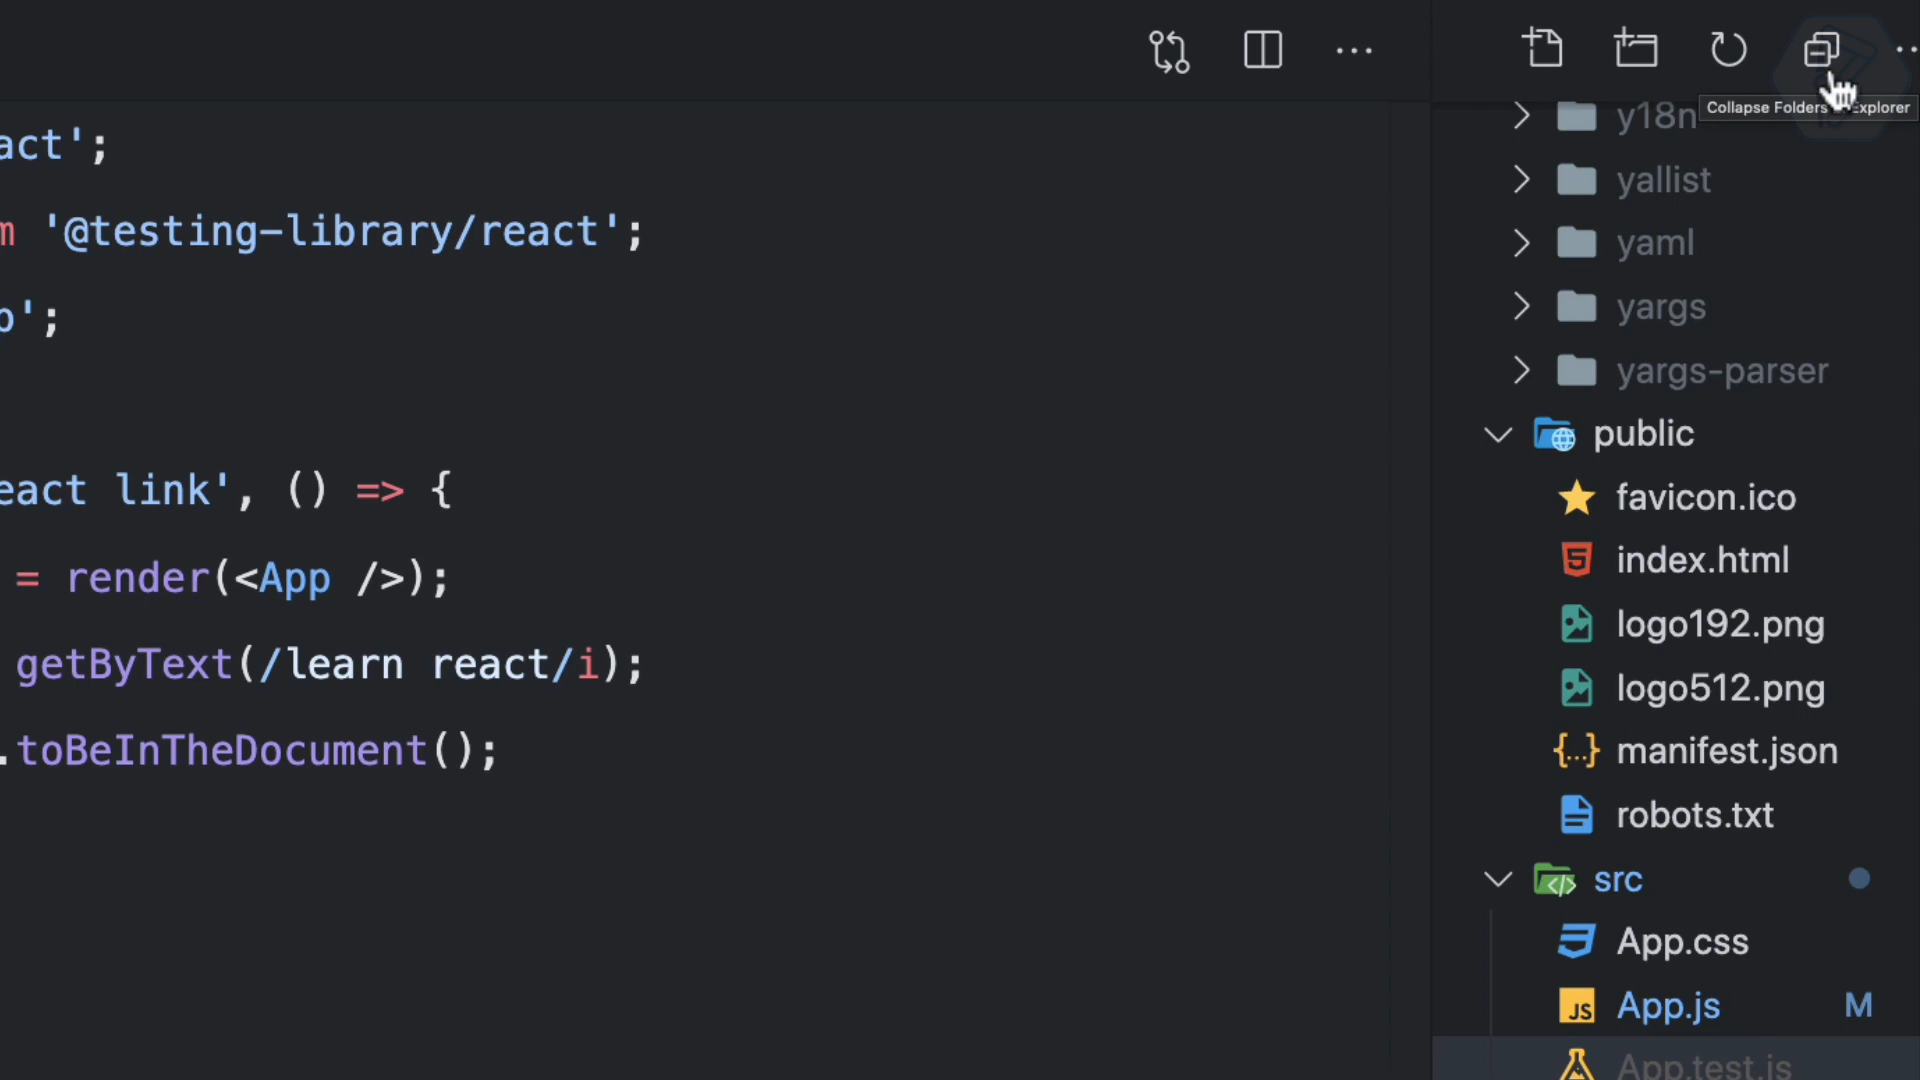 act';
m '@testing-library/react';
o';
eact link', () => {
= render(<App />);
getByText(/learn react/i);
.toBeInTheDocument();
Collapse Folders Explorer
y18n
yallist
yaml
yargs
yargs-parser
public
favicon.ico
index.html
logo192.png
logo512.png
{...} manifest.json
robots.txt
src
App.css
JS App.js M
App.test.js